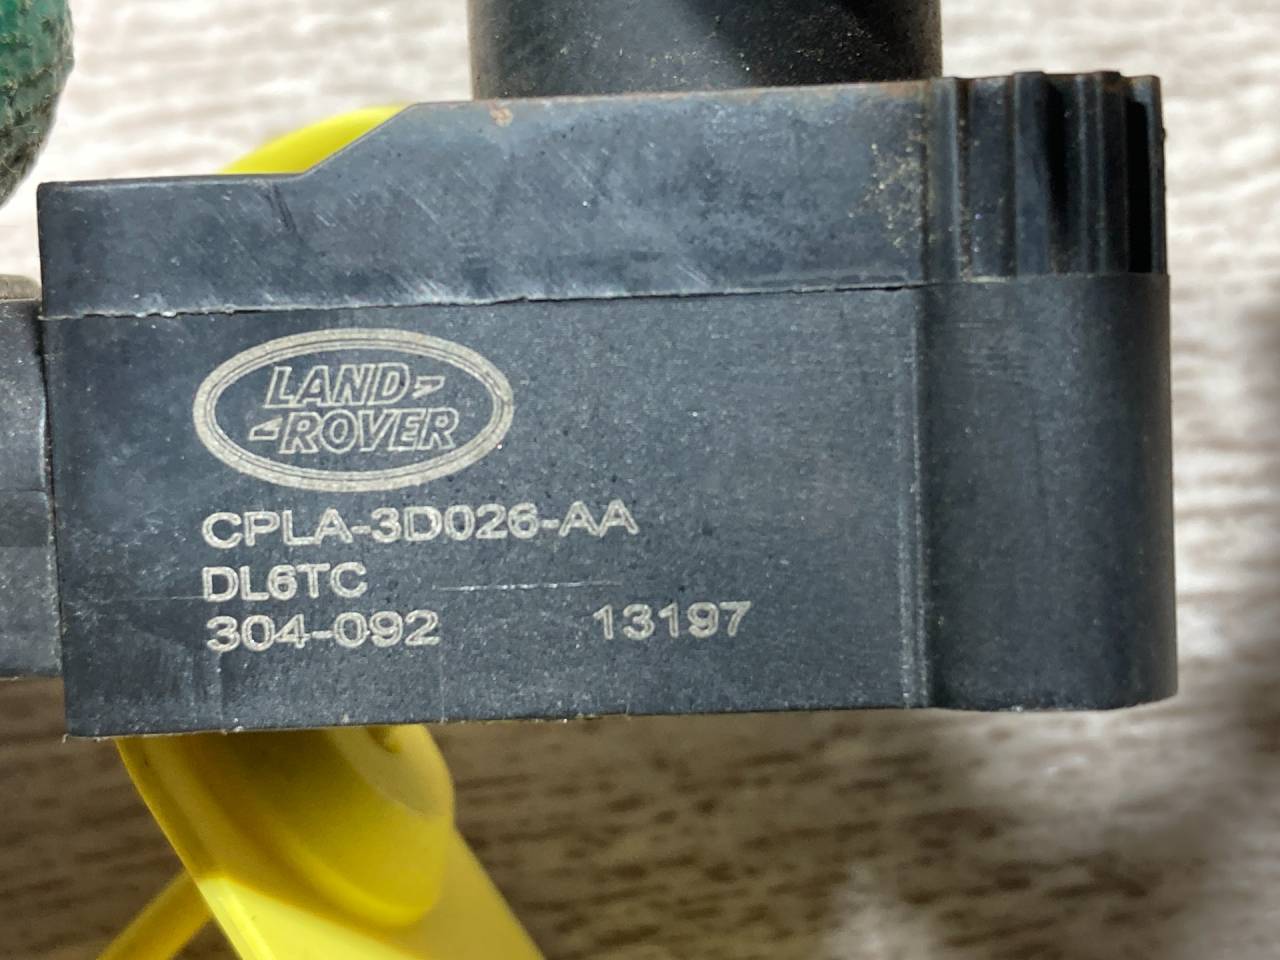 LAND-
-ROVER
CPLA-3D026-AA
DL6TC
304-092 13197